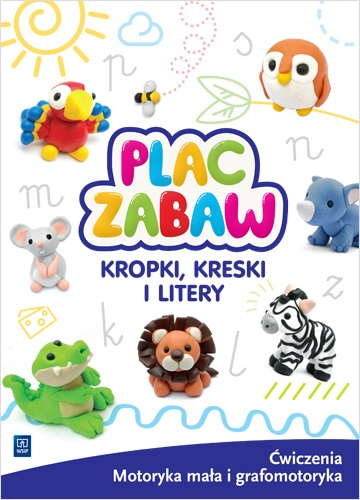 p
s
PLAC
ZABAW
m
n
KROPKI, KRESKI
I LITERY
k
l
z
WSiP
Ćwiczenia
Motoryka mała i grafomotoryka